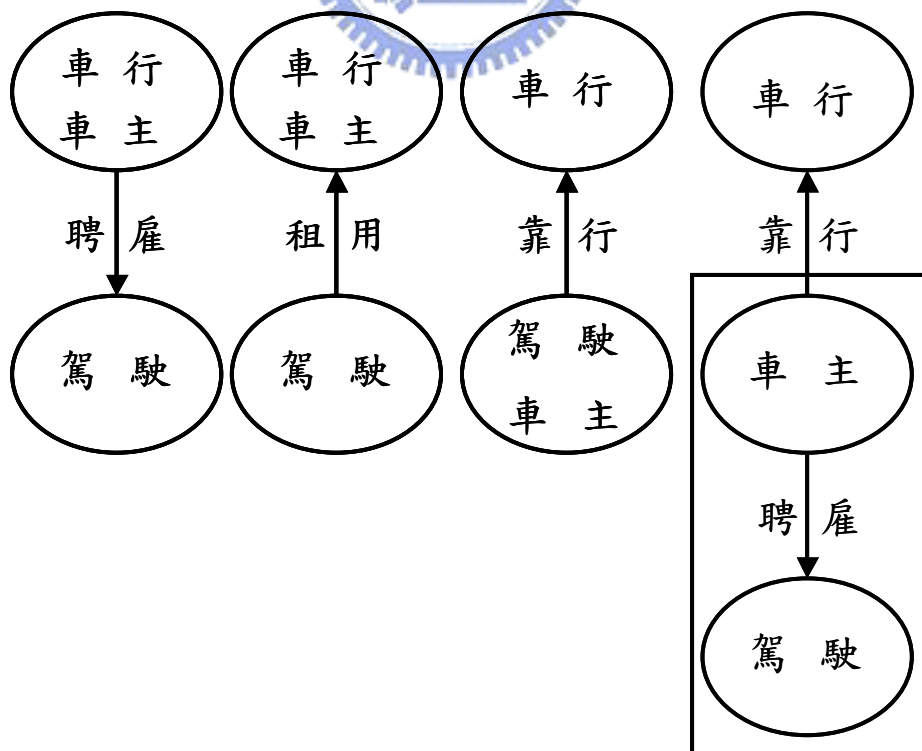 車行 車行 車行 車行
車主 車主
聘雇 租用 靠行 靠行
駕駛 駕駛 駕駛 車主
車主
聘雇
駕駛